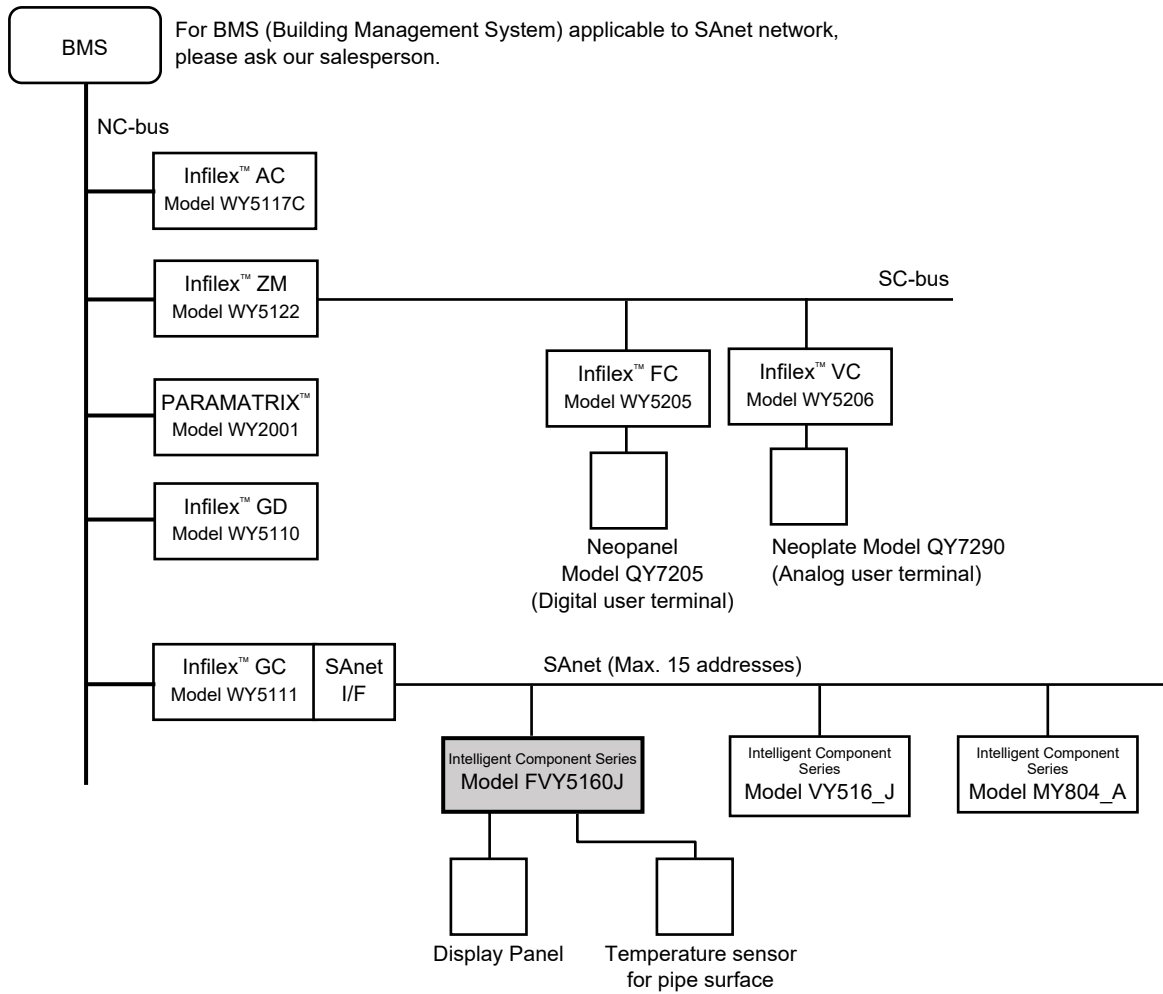 BMS
For BMS (Building Management System) applicable to SAnet network,
please ask our salesperson.
NC-bus
Infilex™ AC
Model WY5117C
Infilex™ ZM
Model WY5122
SC-bus
Infilex™ FC
Model WY5205
Infilex™ VC
Model WY5206
PARAMATRIX™
Model WY2001
Infilex™ GD
Model WY5110
Neopanel
Model QY7205
(Digital user terminal)
Neoplate Model QY7290
(Analog user terminal)
Infilex™ GC
Model WY5111
SAnet
I/F
SAnet (Max. 15 addresses)
Intelligent Component Series
Model FVY5160J
Intelligent Component
Series
Model VY516_J
Intelligent Component
Series
Model MY804_A
Display Panel
Temperature sensor
for pipe surface